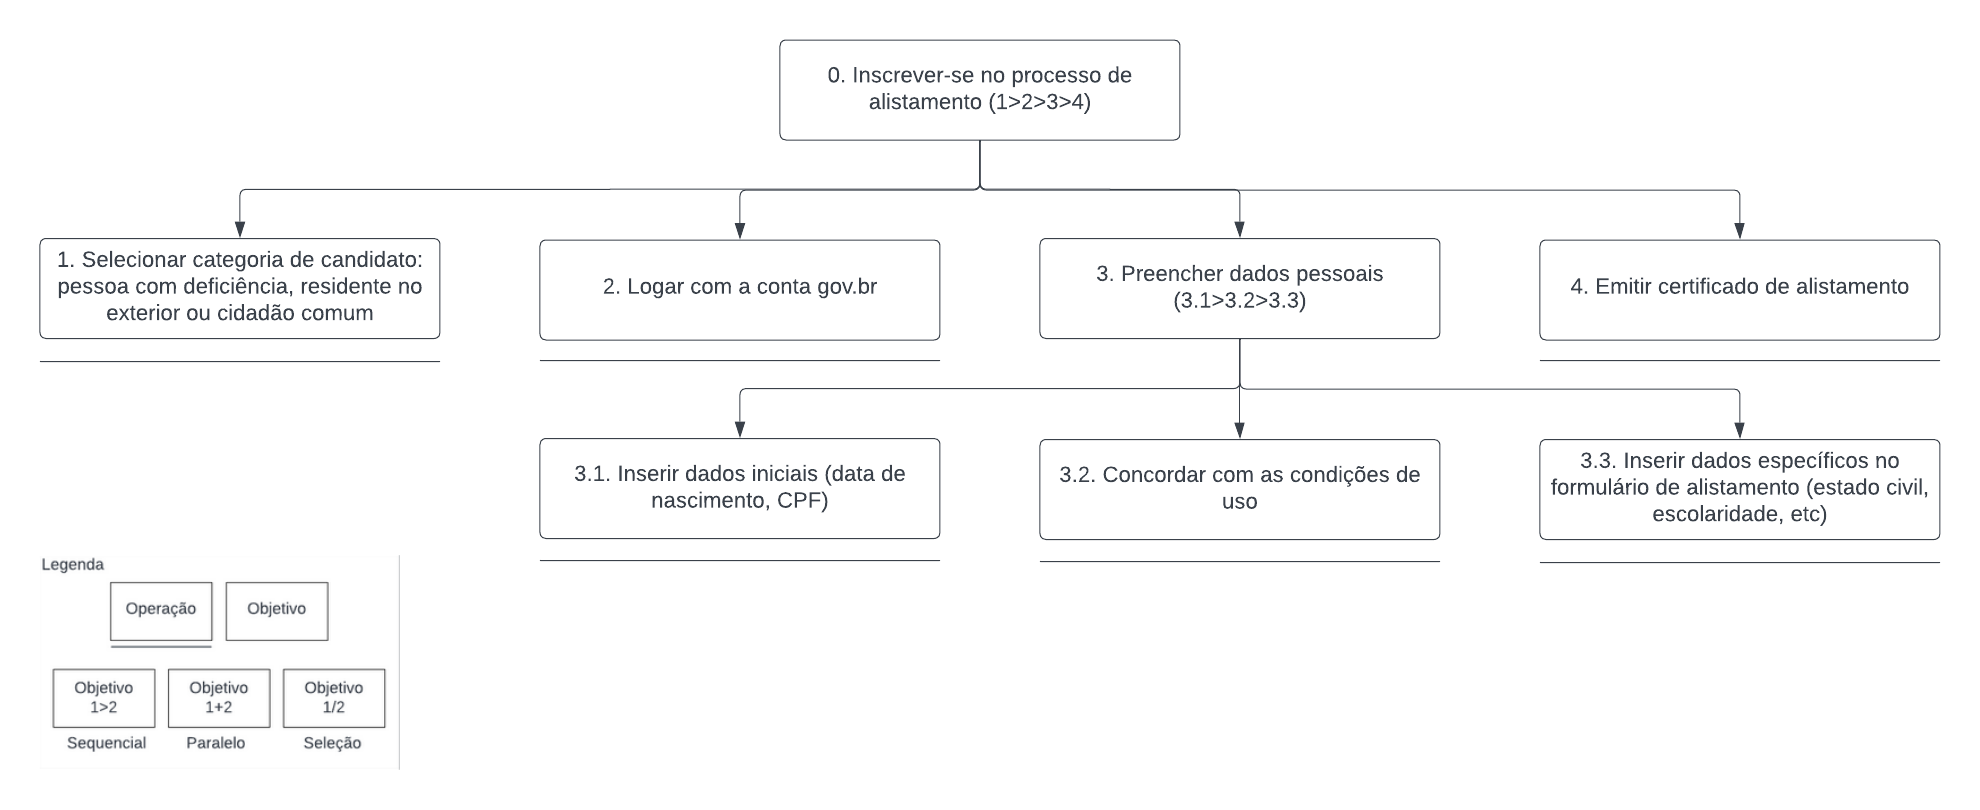 0. Inscrever-se no processo de
alistamento (1>2>3>4)
1. Selecionar categoria de candidato:
pessoa com deficiência, residente no
exterior ou cidadão comum
2. Logar com a conta gov.br
3. Preencher dados pessoais
(3.1>3.2>3.3)
4. Emitir certificado de alistamento
3.1. Inserir dados iniciais (data de
nascimento, CPF)
3.2. Concordar com as condições de
uso
3.3. Inserir dados específicos no
formulário de alistamento (estado civil,
escolaridade, etc)
Legenda
Operação
Objetivo
Objetivo
1>2
Objetivo
1+2
Objetivo
1/2
Sequencial
Paralelo
Seleção